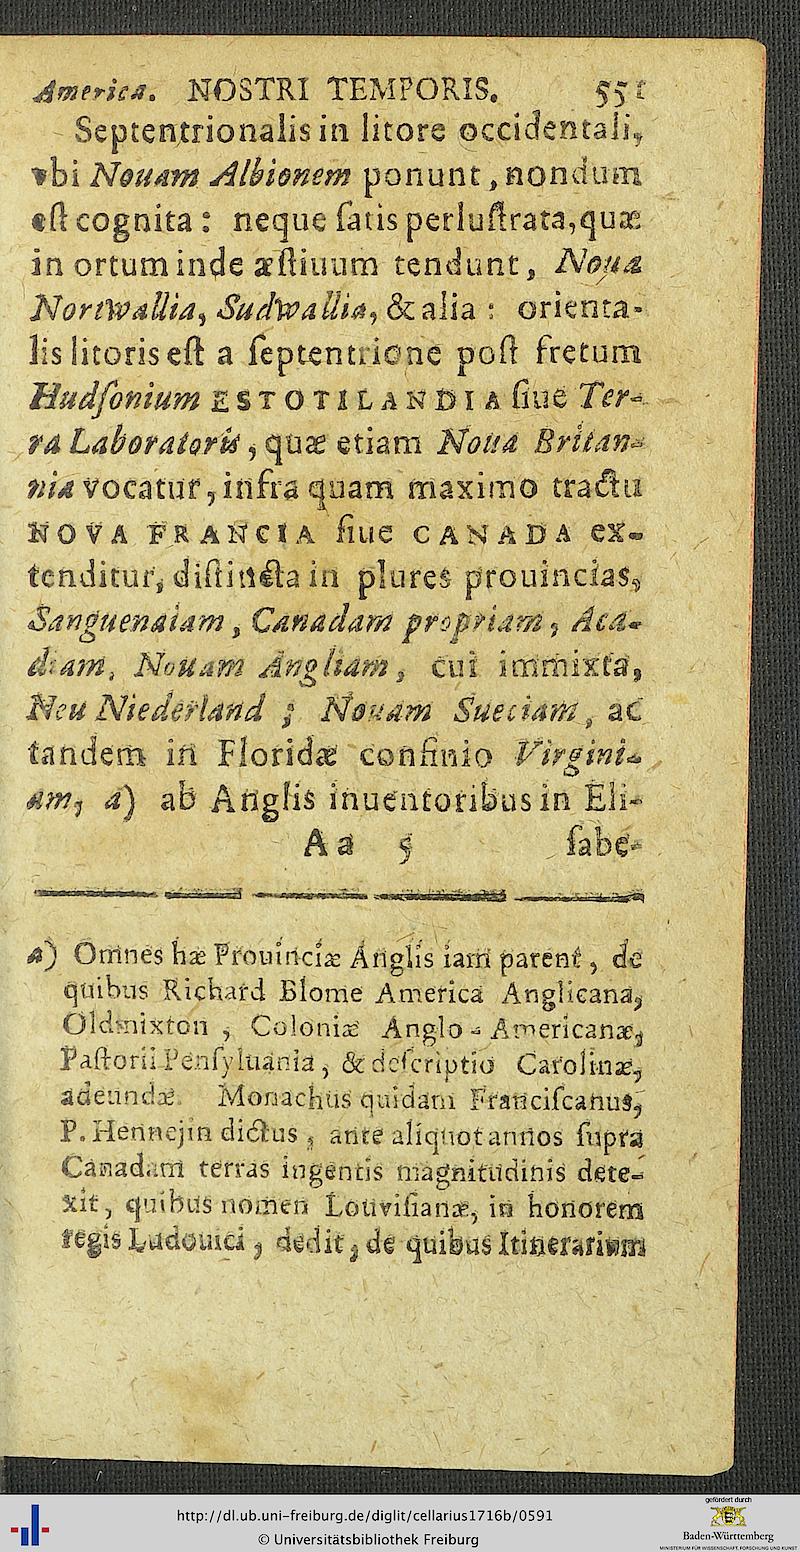 America. NOSTRI TEMPORIS. 551
Septentrionalis in litore occidentali,
vbi Nouam Albionem ponunt, nondum
eſt cognita: neque ſatis perluſtrata, quæ
in ortum inde æſtiuum tendunt, Noua
Nortwallia, Sudwallia, & alia: orienta-
lis litoris eſt a ſeptentrione poſt fretum
Hudſonium ESTOTILANDIA ſiue Ter-
ra Laboratoris, quæ etiam Noua Britan-
nia vocatur, infra quam maximo tractu
NOVA FRANCIA ſiue CANADA ex-
tenditur, diſtincta in plures prouincias,
Sanguenaiam, Canadam propriam, Aca-
diam, Nouam Angliam, cui immixta,
Neu Niederland; Nouam Sueciam, ac
tandem in Floridæ confinio Virgini-
am, a) ab Anglis inuentoribus in Eli-
Aa 5 ſabe-
a) Omnes hæ Prouinciæ Anglis iam parent, de
quibus Richard Blome America Anglicana,
Oldmixton, Coloniæ Anglo-Americanæ,
Paſtorii Penſyluania, & deſcriptio Carolinæ,
adeundæ. Monachus quidam Franciſcanus,
P. Hennejin dictus, ante aliquot annos ſupra
Canadam terras ingentis magnitudinis dete-
xit, quibus nomen Louviſianæ, in honorem
regis Ludouici, dedit, de quibus Itinerarium
http://dl.ub.uni-freiburg.de/diglit/cellarius1716b/0591
© Universitätsbibliothek Freiburg
gefördert durch
Baden-Württemberg
MINISTERIUM FÜR WISSENSCHAFT, FORSCHUNG UND KUNST